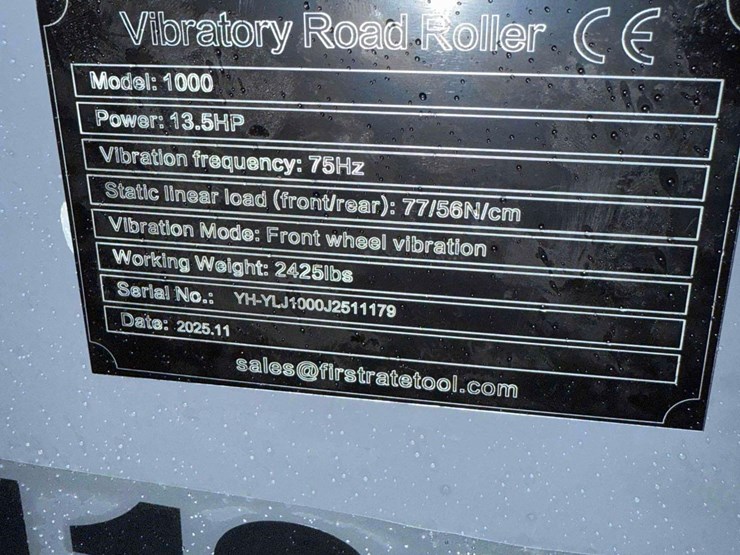 Vibratory Road Roller CE
Model: 1000
Power: 13.5HP
Vibration frequency: 75Hz
Static linear load (front/rear): 77/56N/cm
Vibration Mode: Front wheel vibration
Working Weight: 2425lbs
Serial No.: YH-YLJ1000J2511179
Date: 2025.11
sales@firstratetool.com